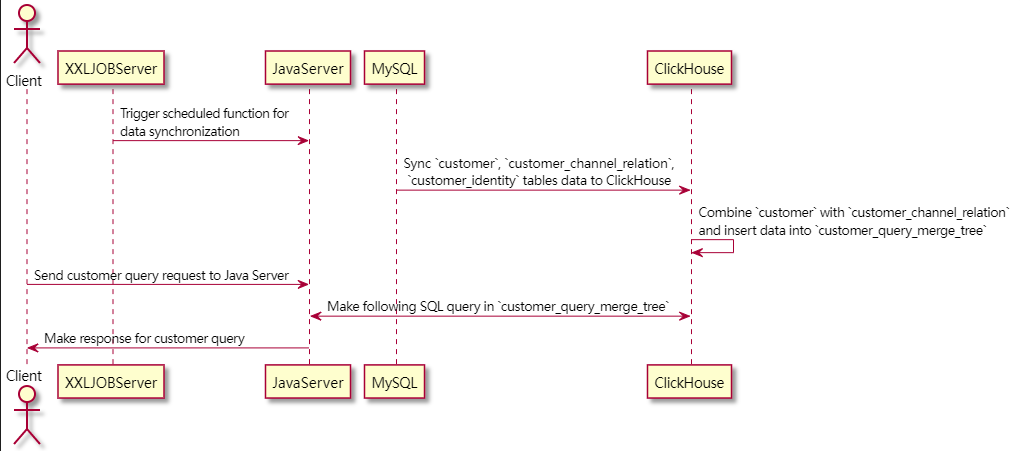 Client
XXLJOBServer
JavaServer
MySQL
ClickHouse
Trigger scheduled function for
data synchronization
Sync `customer`, `customer_channel_relation`,
`customer_identity` tables data to ClickHouse
Combine `customer` with `customer_channel_relation`
and insert data into `customer_query_merge_tree`
Send customer query request to Java Server
Make following SQL query in `customer_query_merge_tree`
Make response for customer query
Client
XXLJOBServer
JavaServer
MySQL
ClickHouse